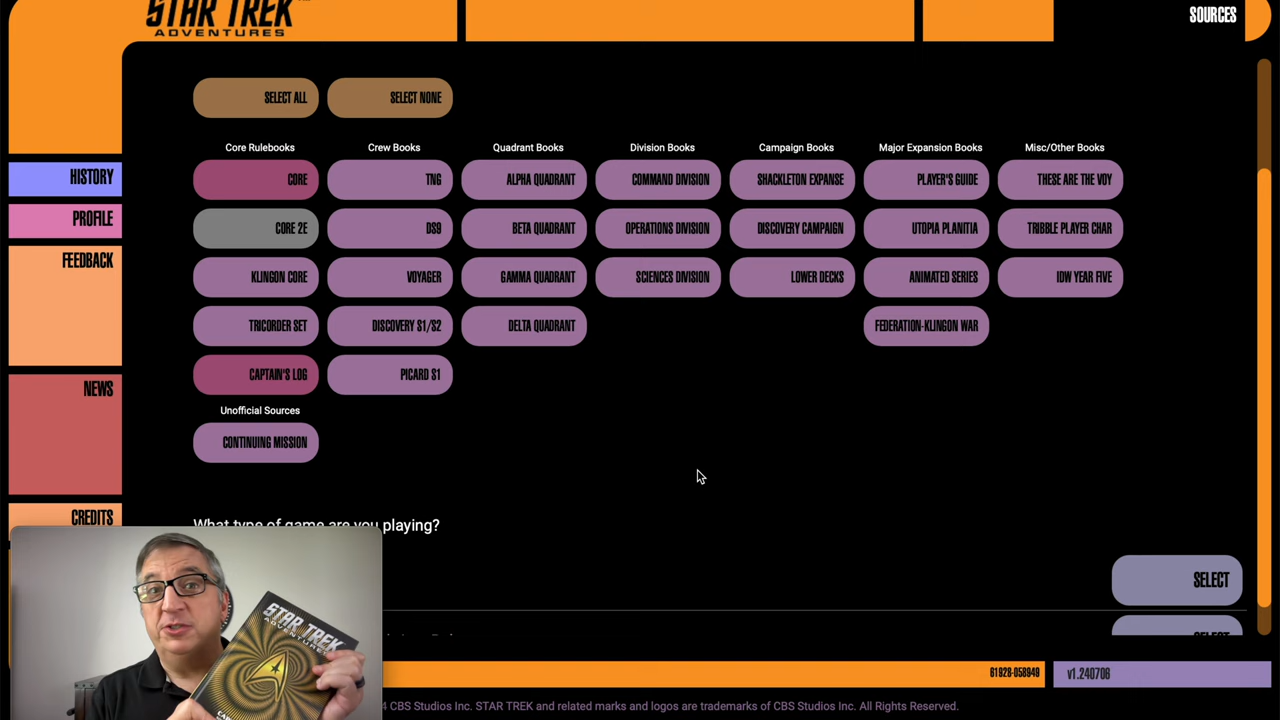 STAR TREK
ADVENTURES
SOURCES
SELECT ALL
SELECT NONE
HISTORY
PROFILE
FEEDBACK
NEWS
CREDITS
Core Rulebooks
Crew Books
Quadrant Books
Division Books
Campaign Books
Major Expansion Books
Misc/Other Books
CORE
TNG
ALPHA QUADRANT
COMMAND DIVISION
SHACKLETON EXPANSE
PLAYER'S GUIDE
THESE ARE THE VOY
CORE 2E
DS9
BETA QUADRANT
OPERATIONS DIVISION
DISCOVERY CAMPAIGN
UTOPIA PLANITIA
TRIBBLE PLAYER CHAR
KLINGON CORE
VOYAGER
GAMMA QUADRANT
SCIENCES DIVISION
LOWER DECKS
ANIMATED SERIES
IDW YEAR FIVE
TRICORDER SET
DISCOVERY S1/S2
DELTA QUADRANT
FEDERATION-KLINGON WAR
CAPTAIN'S LOG
PICARD S1
Unofficial Sources
CONTINUING MISSION
What type of game are you playing?
SELECT
SELECT
STAR TREK
ADVENTURES
61928-058949
v1.240706
4 CBS Studios Inc. STAR TREK and related marks and logos are trademarks of CBS Studios Inc. All Rights Reserved.